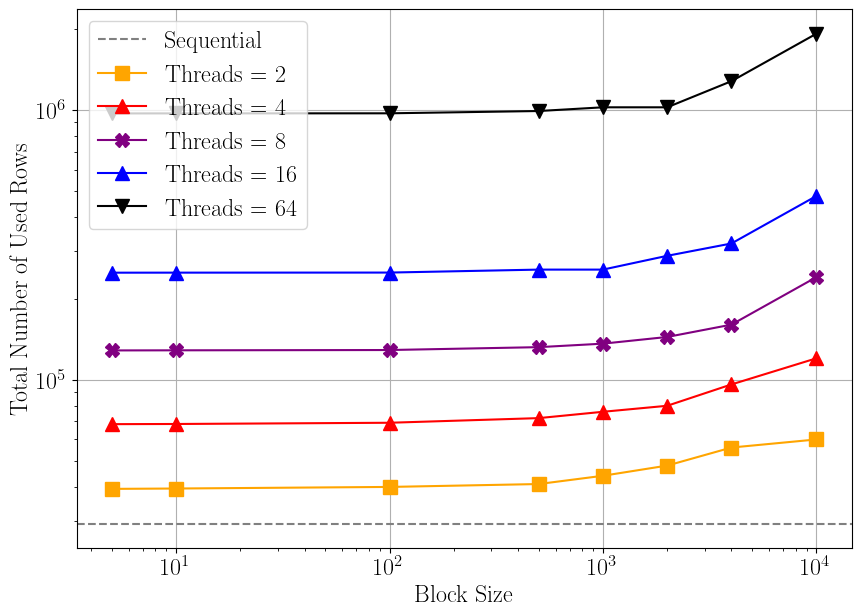 Sequential
Threads = 2
Threads = 4
Threads = 8
Threads = 16
Threads = 64
Total Number of Used Rows
10^6
10^5
10^1
10^2
10^3
10^4
Block Size